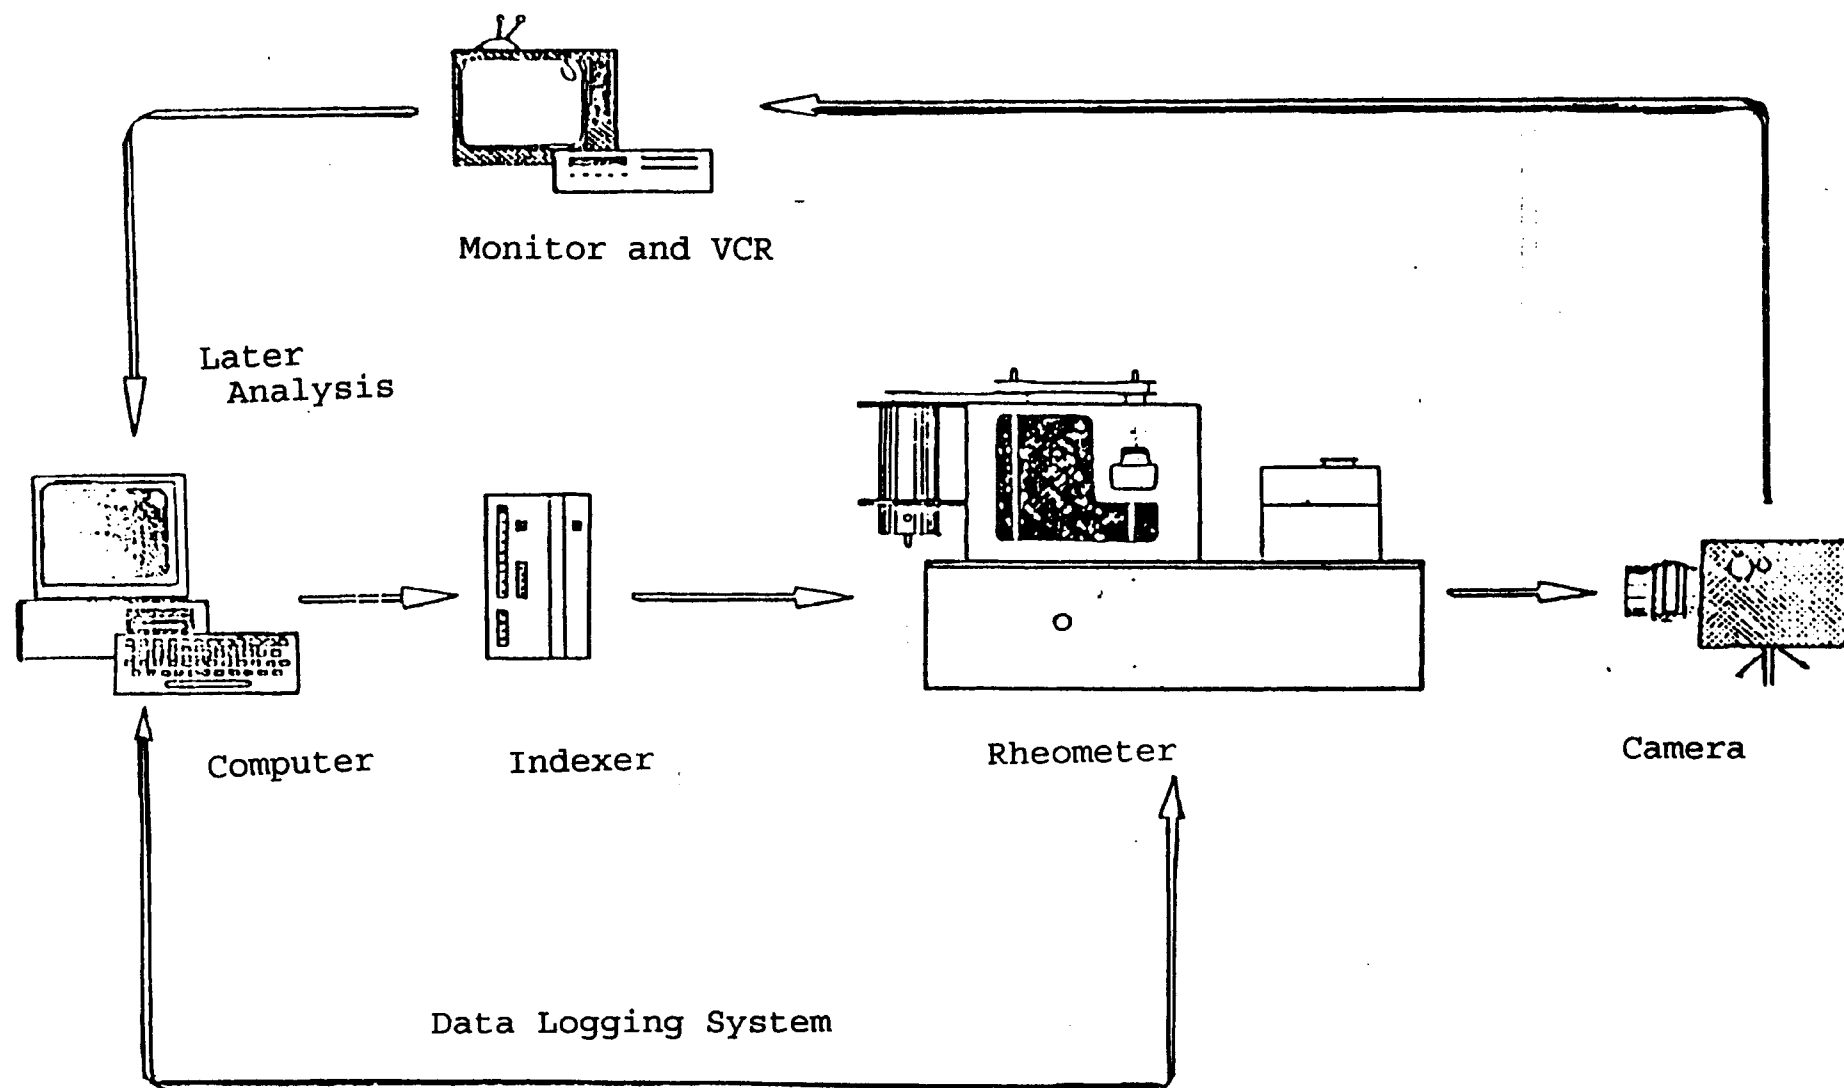 Monitor and VCR
Later
Analysis
Computer
Indexer
Rheometer
Camera
Data Logging System